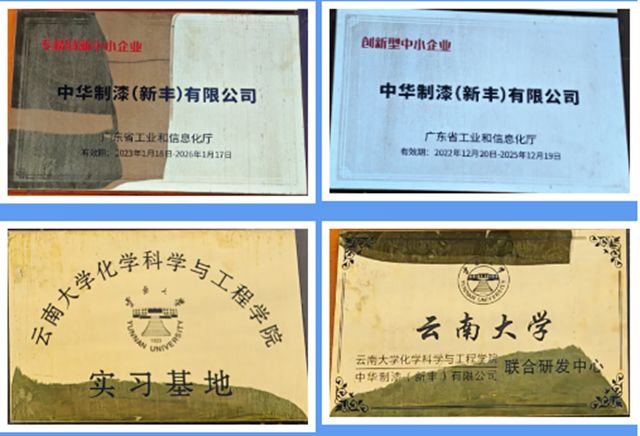 专精特新中小企业
中华制漆(新丰)有限公司
广东省工业和信息化厅
有效期：2023年1月18日-2026年1月17日
创新型中小企业
中华制漆(新丰)有限公司
广东省工业和信息化厅
有效期：2022年12月20日-2025年12月19日
云南大学化学科学与工程学院
YUNNAN UNIVERSITY
实习基地
YUNNAN UNIVERSITY
云南大学
云南大学化学科学与工程学院
中华制漆（新丰）有限公司
联合研发中心